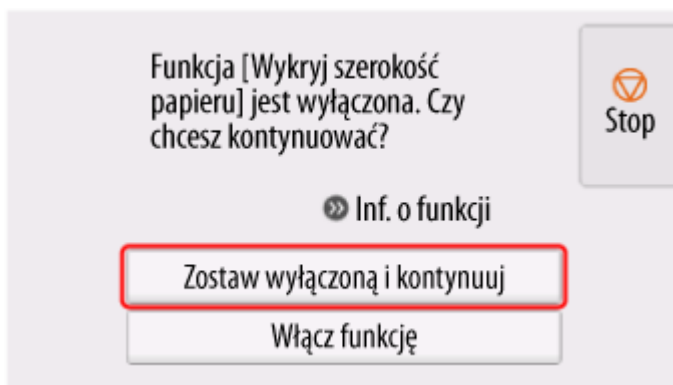 Funkcja [Wykryj szerokość
papieru] jest wyłączona. Czy
chcesz kontynuować?
Stop
Inf. o funkcji
Zostaw wyłączoną i kontynuuj
Włącz funkcję